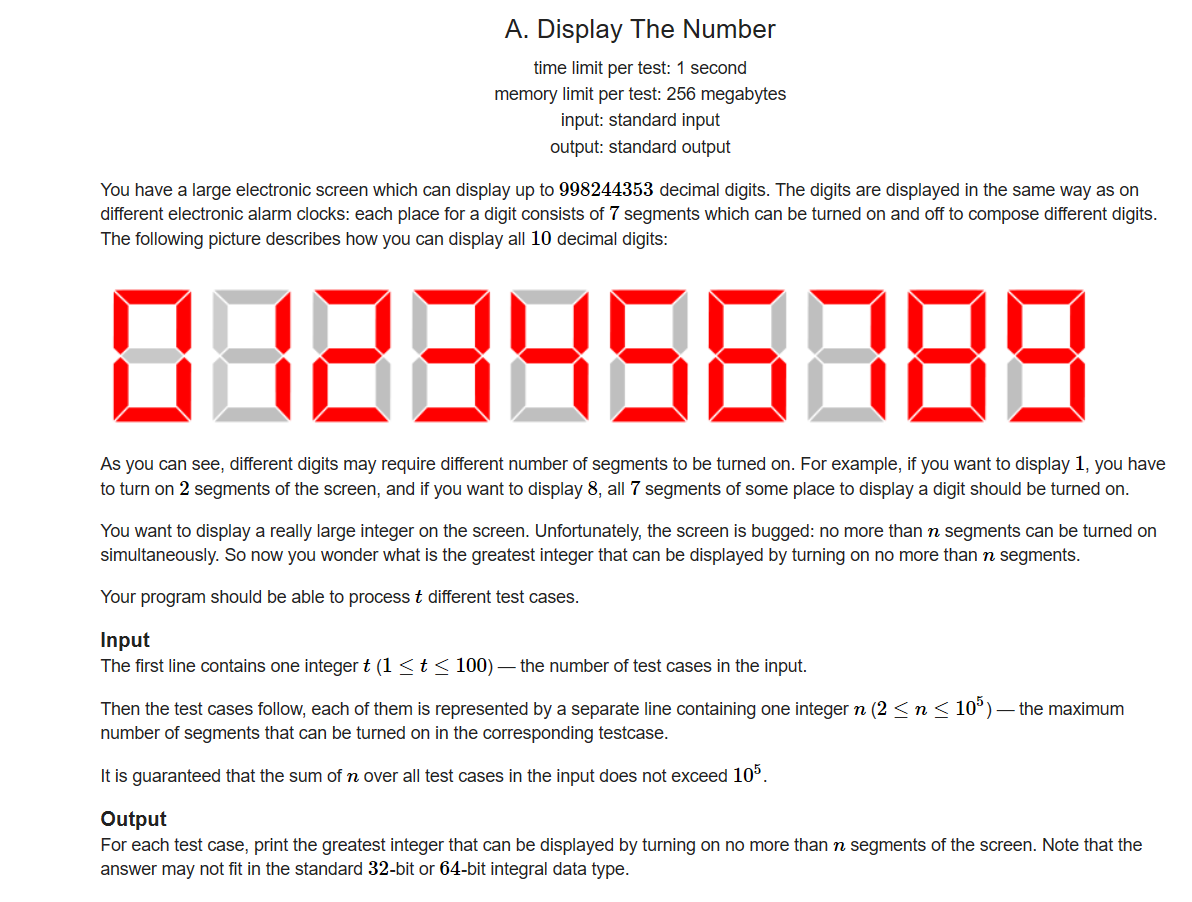 A. Display The Number
time limit per test: 1 second
memory limit per test: 256 megabytes
input: standard input
output: standard output
You have a large electronic screen which can display up to 998244353 decimal digits. The digits are displayed in the same way as on
different electronic alarm clocks: each place for a digit consists of 7 segments which can be turned on and off to compose different digits.
The following picture describes how you can display all 10 decimal digits:
0 1 2 3 4 5 6 7 8 9
As you can see, different digits may require different number of segments to be turned on. For example, if you want to display 1, you have
to turn on 2 segments of the screen, and if you want to display 8, all 7 segments of some place to display a digit should be turned on.
You want to display a really large integer on the screen. Unfortunately, the screen is bugged: no more than n segments can be turned on
simultaneously. So now you wonder what is the greatest integer that can be displayed by turning on no more than n segments.
Your program should be able to process t different test cases.
Input
The first line contains one integer t (1 ≤ t ≤ 100) — the number of test cases in the input.
Then the test cases follow, each of them is represented by a separate line containing one integer n (2 ≤ n ≤ 10⁵) — the maximum
number of segments that can be turned on in the corresponding testcase.
It is guaranteed that the sum of n over all test cases in the input does not exceed 10⁵.
Output
For each test case, print the greatest integer that can be displayed by turning on no more than n segments of the screen. Note that the
answer may not fit in the standard 32-bit or 64-bit integral data type.